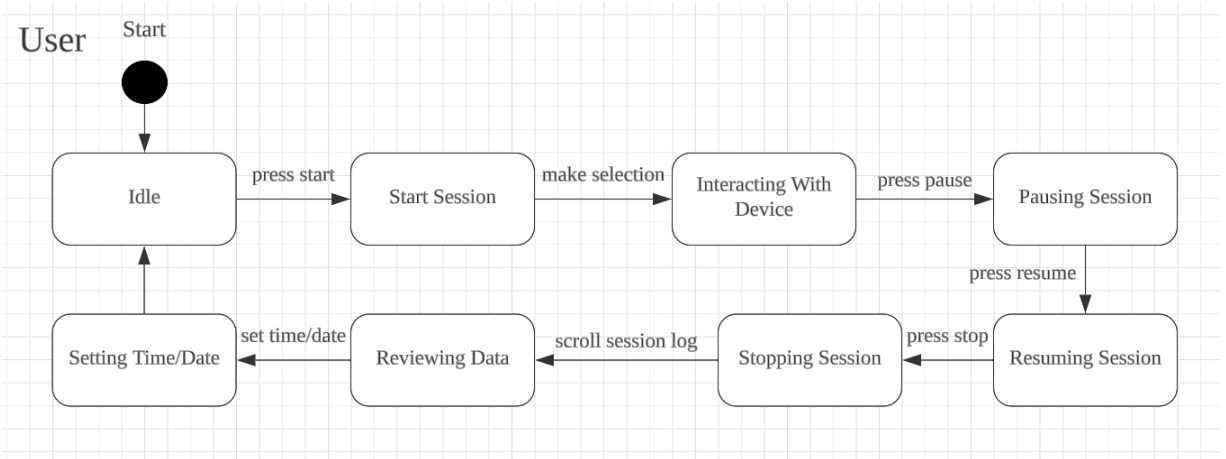 User
Start
Idle
press start
Start Session
make selection
Interacting With
Device
press pause
Pausing Session
press resume
Resuming Session
press stop
Stopping Session
scroll session log
Reviewing Data
set time/date
Setting Time/Date